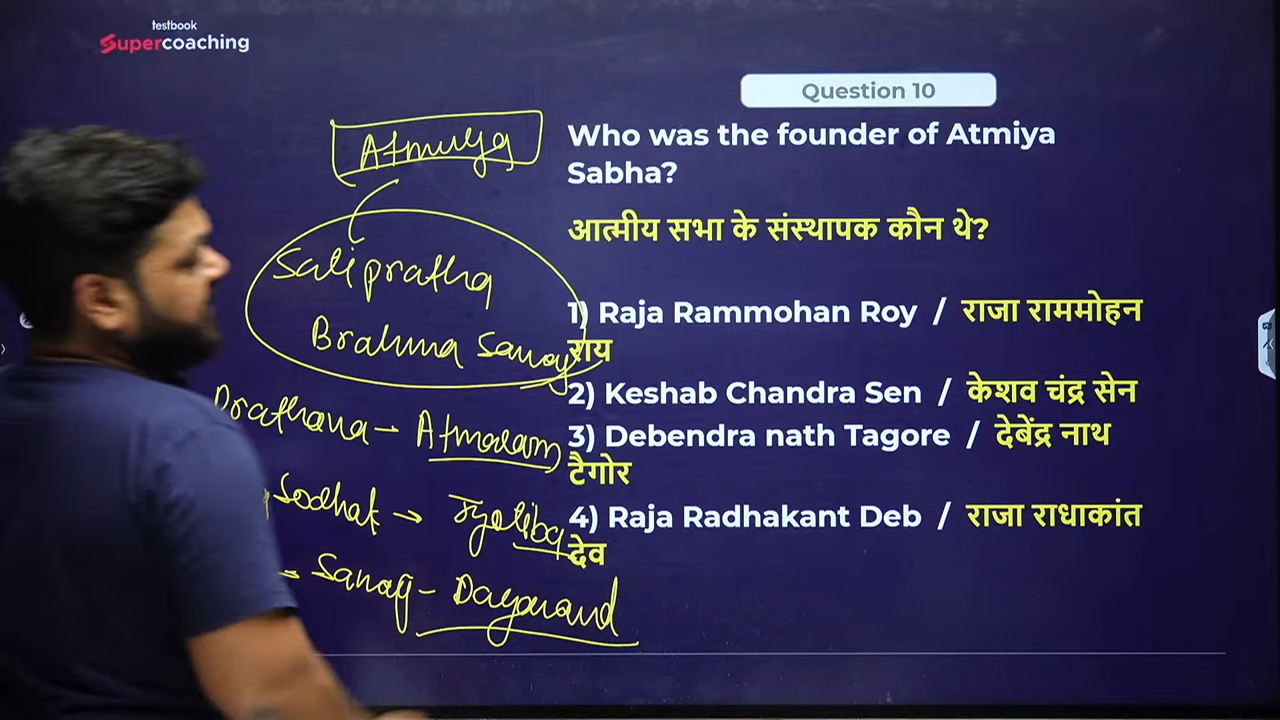 testbook
Supercoaching
Question 10
Who was the founder of Atmiya
Sabha?
आत्मीय सभा के संस्थापक कौन थे?
1) Raja Rammohan Roy / राजा राममोहन
राय
2) Keshab Chandra Sen / केशव चंद्र सेन
3) Debendra nath Tagore / देबेंद्र नाथ
टैगोर
4) Raja Radhakant Deb / राजा राधाकांत
देव
Atmiya
Satipratha
Brahma Samaj
Prathana - Atmaram
Sodhak → Jyotiba
Samaj - Dayanand